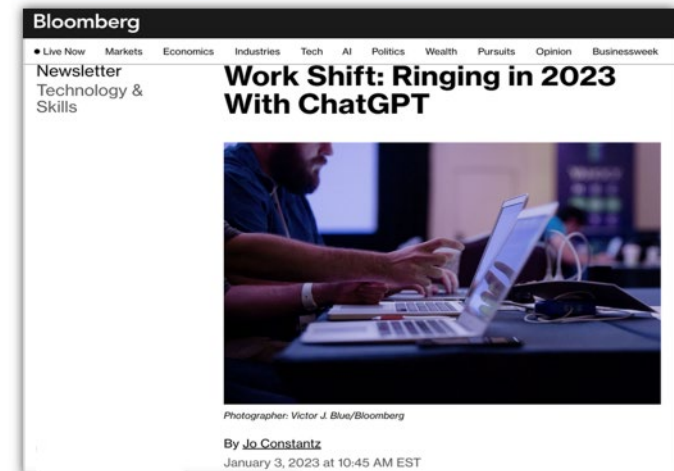 Bloomberg
• Live Now Markets Economics Industries Tech AI Politics Wealth Pursuits Opinion Businessweek
Newsletter
Technology &
Skills
Work Shift: Ringing in 2023
With ChatGPT
Photographer: Victor J. Blue/Bloomberg
By Jo Constantz
January 3, 2023 at 10:45 AM EST